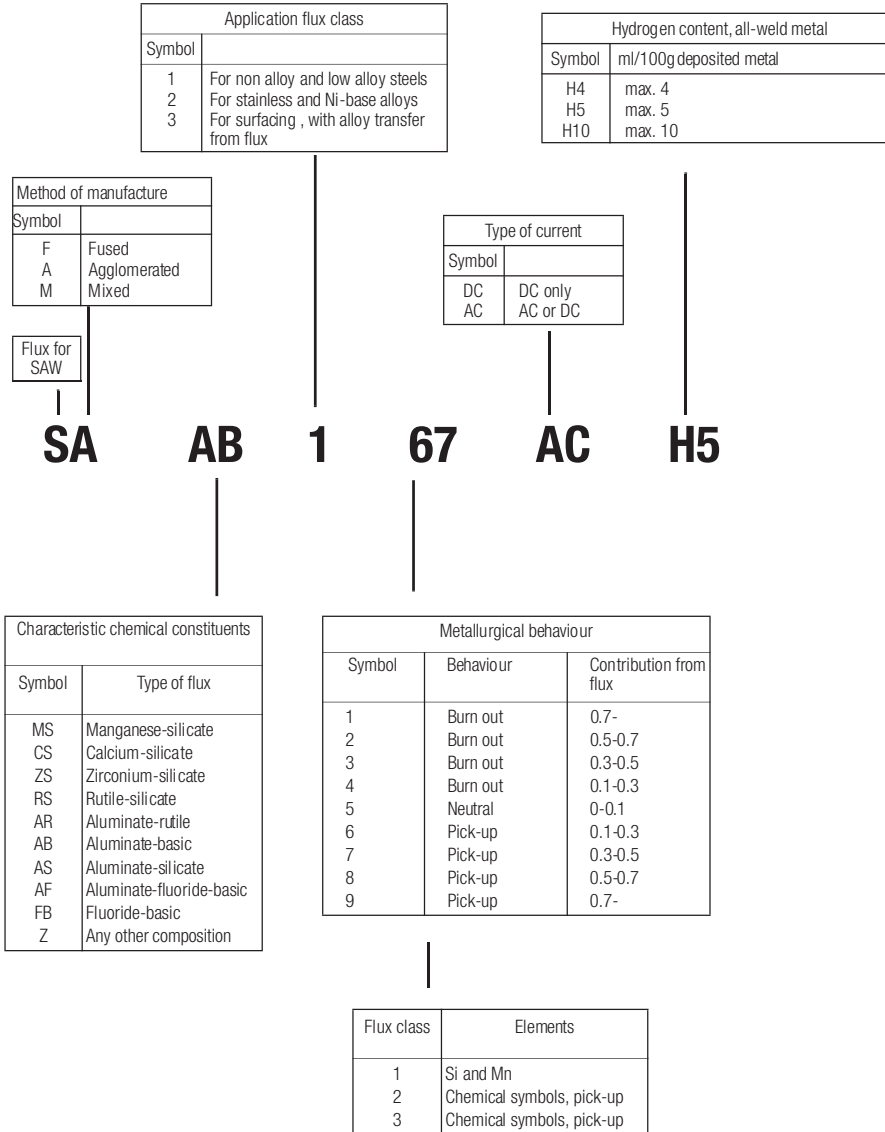 Application flux class
Symbol
1 For non alloy and low alloy steels
2 For stainless and Ni-base alloys
3 For surfacing , with alloy transfer
from flux
Hydrogen content, all-weld metal
Symbol ml/100g deposited metal
H4 max. 4
H5 max. 5
H10 max. 10
Method of manufacture
Symbol
F Fused
A Agglomerated
M Mixed
Type of current
Symbol
DC DC only
AC AC or DC
Flux for
SAW
SA AB 1 67 AC H5
Characteristic chemical constituents
Symbol Type of flux
MS Manganese-silicate
CS Calcium-silicate
ZS Zirconium-silicate
RS Rutile-silicate
AR Aluminate-rutile
AB Aluminate-basic
AS Aluminate-silicate
AF Aluminate-fluoride-basic
FB Fluoride-basic
Z Any other composition
Metallurgical behaviour
Symbol Behaviour Contribution from
flux
1 Burn out 0.7-
2 Burn out 0.5-0.7
3 Burn out 0.3-0.5
4 Burn out 0.1-0.3
5 Neutral 0-0.1
6 Pick-up 0.1-0.3
7 Pick-up 0.3-0.5
8 Pick-up 0.5-0.7
9 Pick-up 0.7-
Flux class Elements
1 Si and Mn
2 Chemical symbols, pick-up
3 Chemical symbols, pick-up